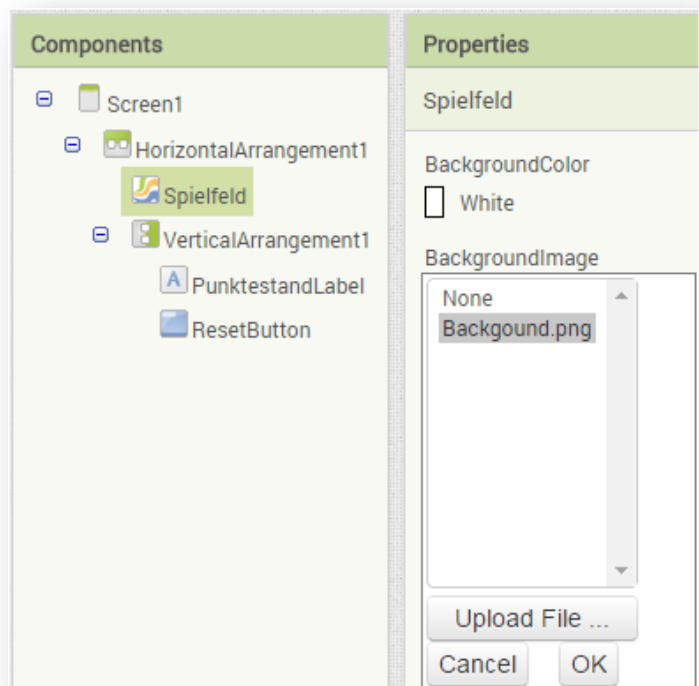 Components
Screen1
HorizontalArrangement1
Spielfeld
VerticalArrangement1
A PunktestandLabel
ResetButton
Properties
Spielfeld
BackgroundColor
White
BackgroundImage
None
Backgound.png
Upload File ...
Cancel OK